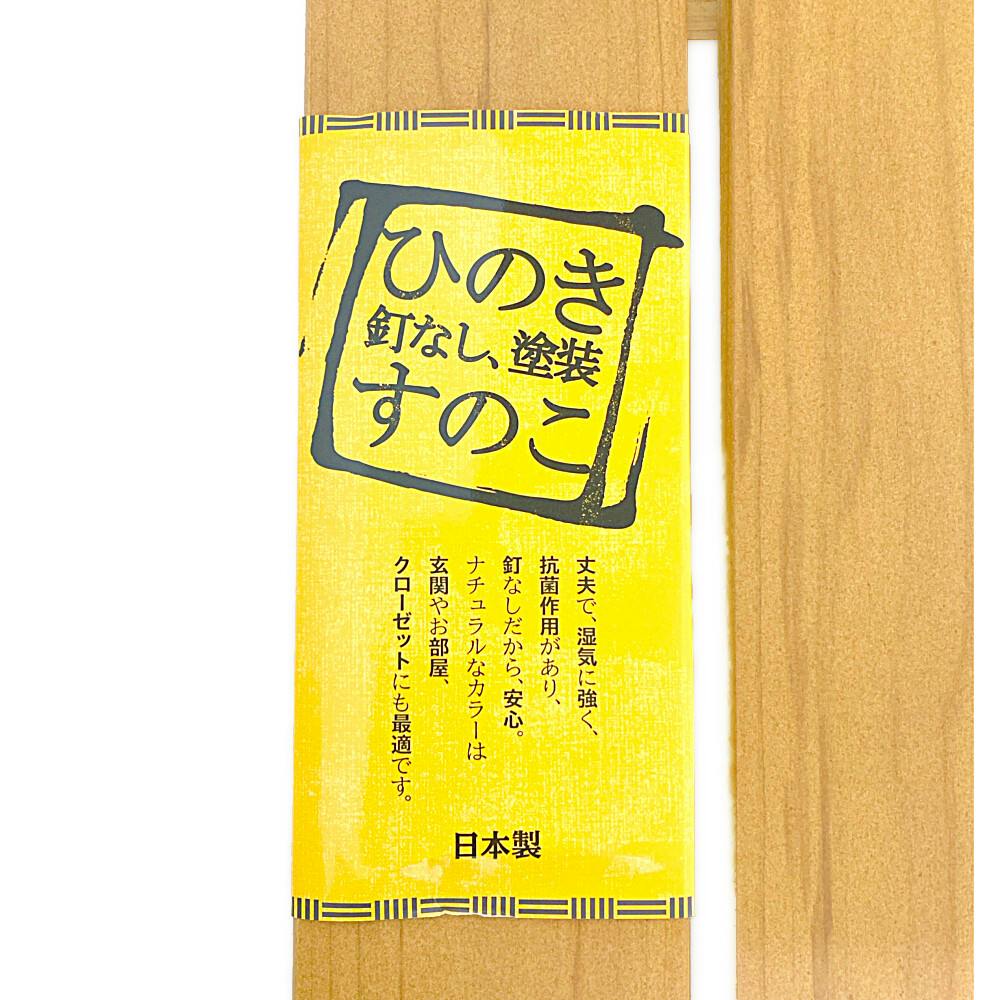 ひのき
釘なし、塗装
すのこ
丈夫で、湿気に強く、
抗菌作用があり、
釘なしだから、安心。
ナチュラルなカラーは
玄関やお部屋、
クローゼットにも最適です。
日本製